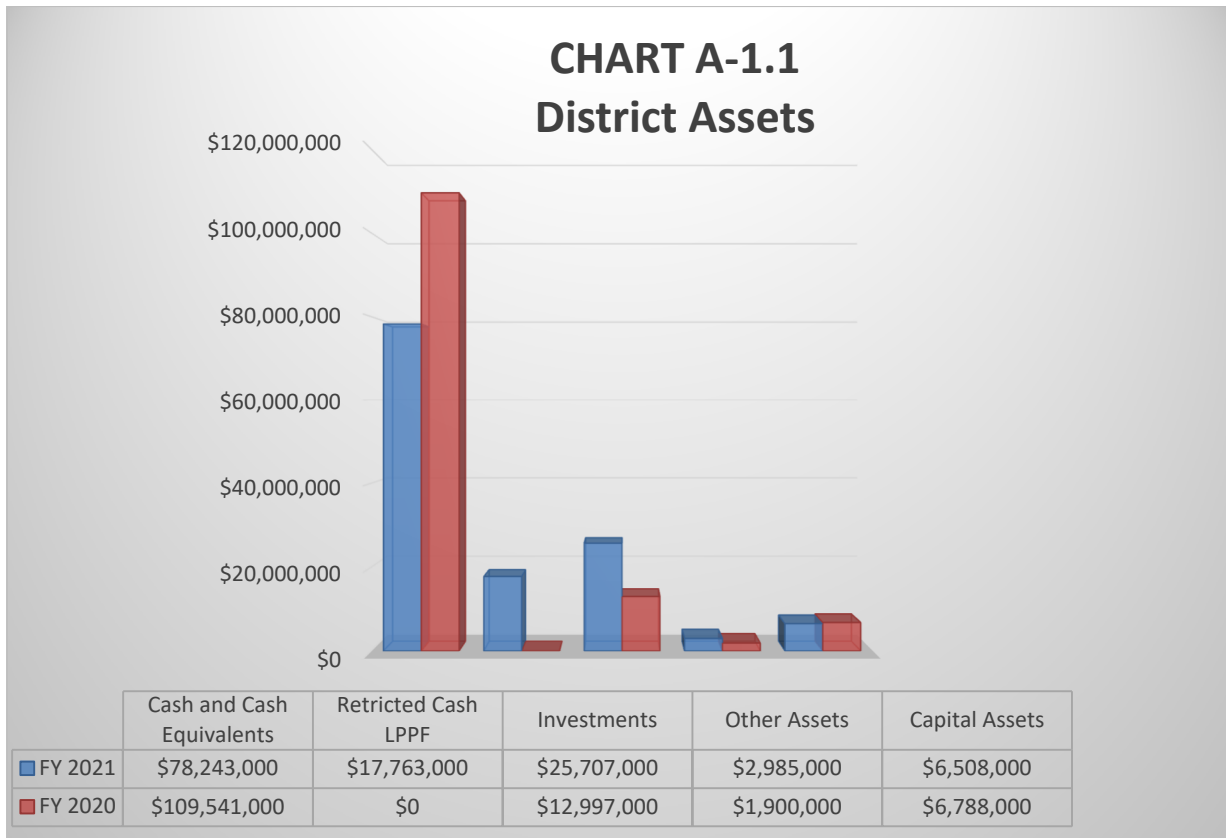 CHART A-1.1
District Assets
$120,000,000
$100,000,000
$80,000,000
$60,000,000
$40,000,000
$20,000,000
$0
Cash and Cash Equivalents Retricted Cash LPPF Investments Other Assets Capital Assets
FY 2021 $78,243,000 $17,763,000 $25,707,000 $2,985,000 $6,508,000
FY 2020 $109,541,000 $0 $12,997,000 $1,900,000 $6,788,000